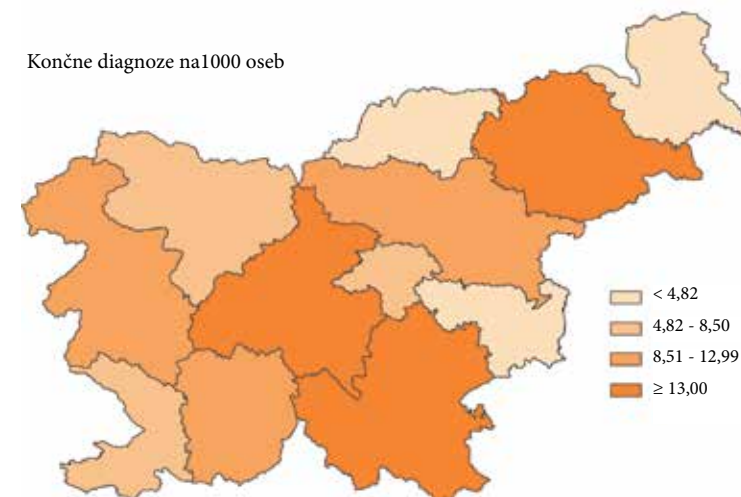 Končne diagnoze na1000 oseb
< 4,82
4,82 - 8,50
8,51 - 12,99
≥ 13,00